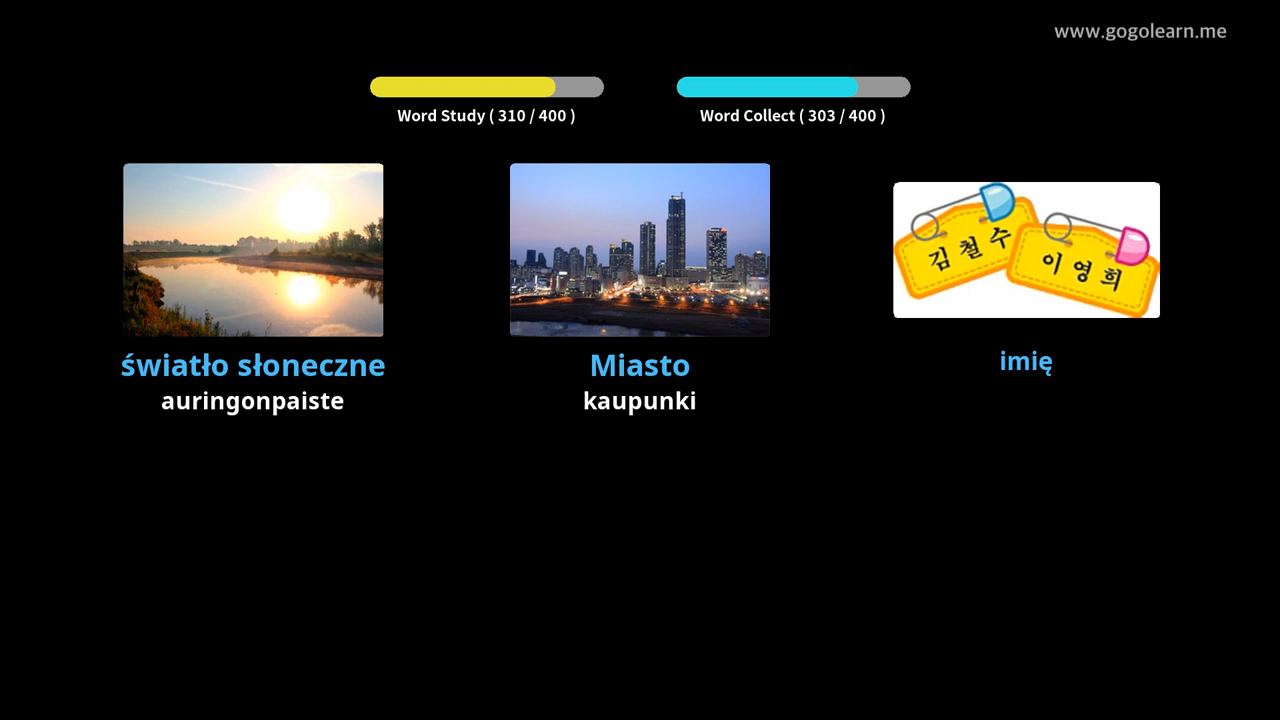 www.gogolearn.me
Word Study ( 310 / 400 )
Word Collect ( 303 / 400 )
김철수
이영희
światło słoneczne
Miasto
imię
auringonpaiste
kaupunki